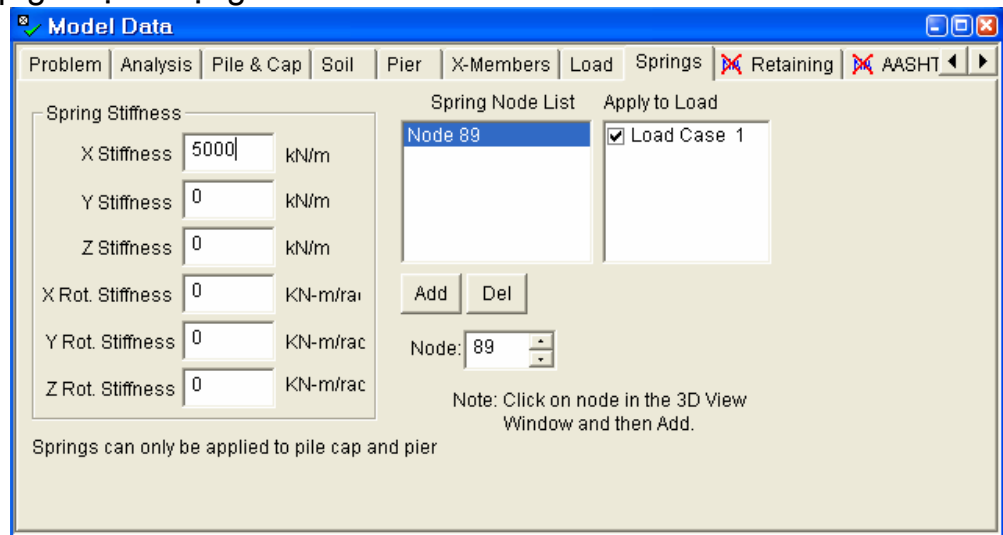 Model Data
Problem Analysis Pile & Cap Soil Pier X-Members Load Springs Retaining AASHT
Spring Stiffness
X Stiffness 5000 kN/m
Y Stiffness 0 kN/m
Z Stiffness 0 kN/m
X Rot. Stiffness 0 KN-m/ra
Y Rot. Stiffness 0 KN-m/rac
Z Rot. Stiffness 0 KN-m/rac
Spring Node List
Node 89
Apply to Load
Load Case 1
Add Del
Node: 89
Note: Click on node in the 3D View
Window and then Add.
Springs can only be applied to pile cap and pier